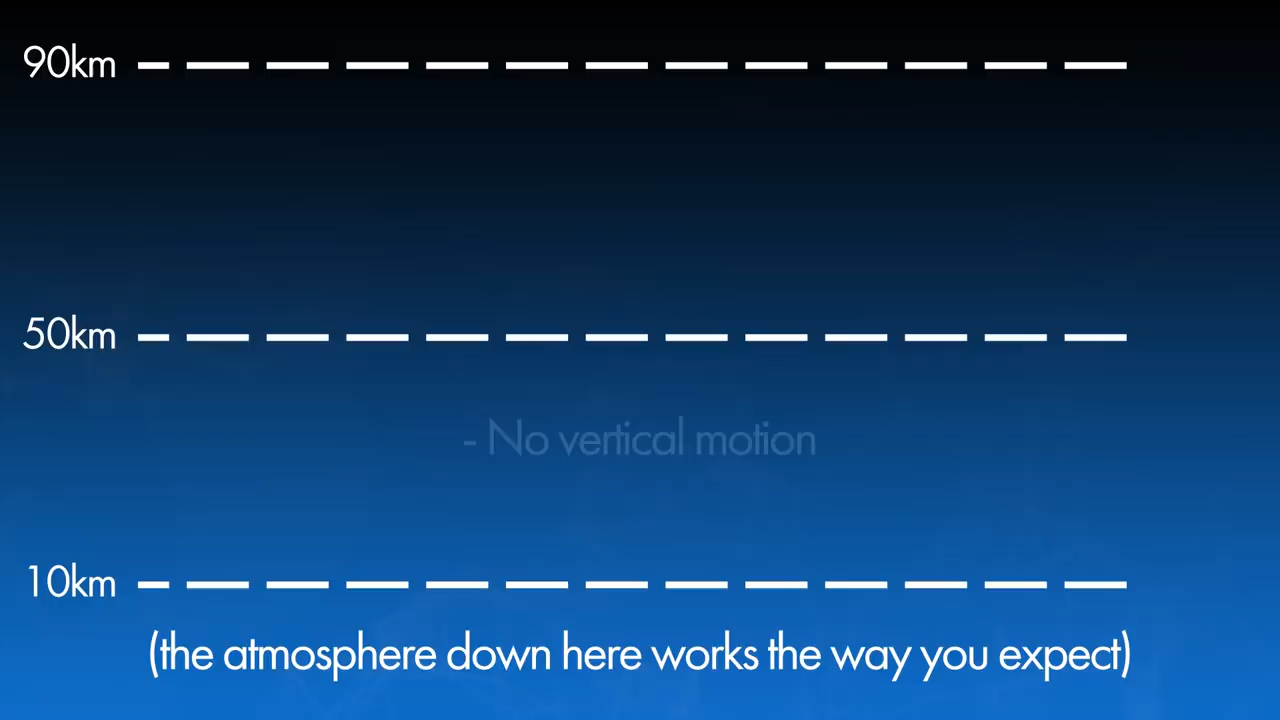 90km
50km
- No vertical motion
10km
(the atmosphere down here works the way you expect)